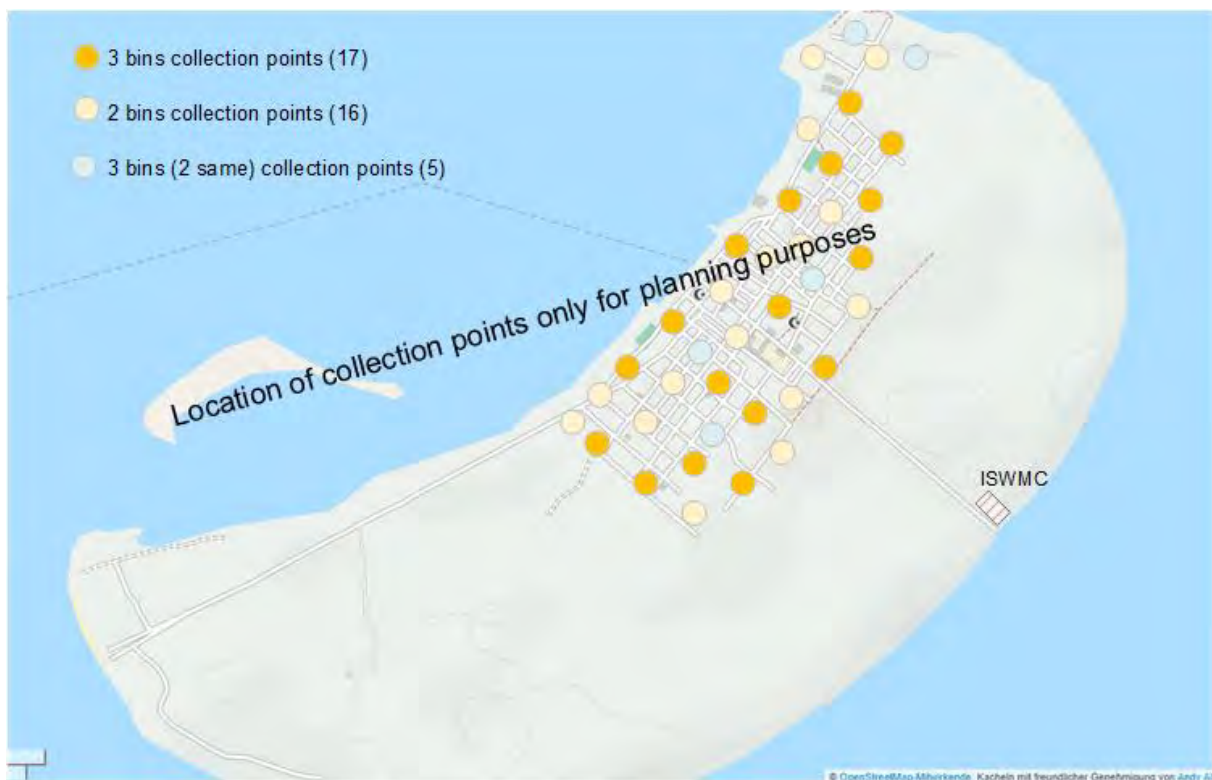 3 bins collection points (17)
2 bins collection points (16)
3 bins (2 same) collection points (5)
Location of collection points only for planning purposes
ISWMC
© OpenStreetMap-Mitwirkende, Kacheln mit freundlicher Genehmigung von Andy A